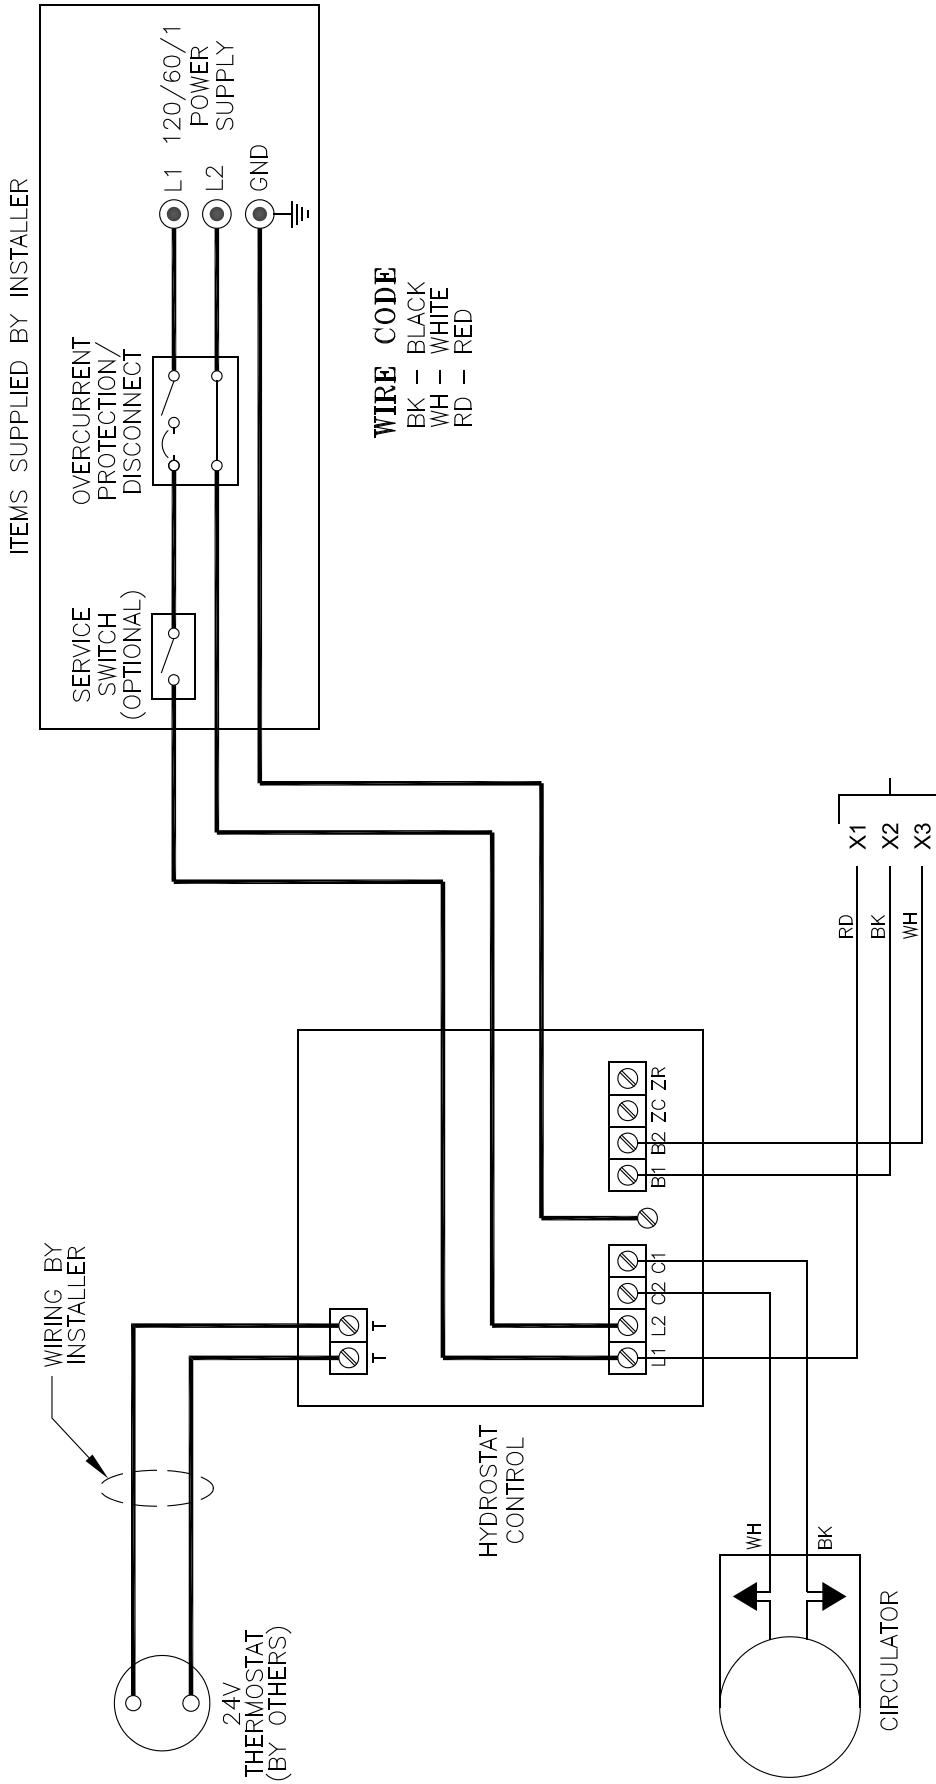 ITEMS SUPPLIED BY INSTALLER
SERVICE
SWITCH
(OPTIONAL)
OVERCURRENT
PROTECTION/
DISCONNECT
L1
L2
GND
120/60/1
POWER
SUPPLY
WIRE CODE
BK – BLACK
WH – WHITE
RD – RED
WIRING BY
INSTALLER
24V
THERMOSTAT
(BY OTHERS)
T
T
HYDROSTAT
CONTROL
L1
L2
C2
C1
B1
B2
ZC
ZR
RD
BK
WH
X1
X2
X3
WH
BK
CIRCULATOR